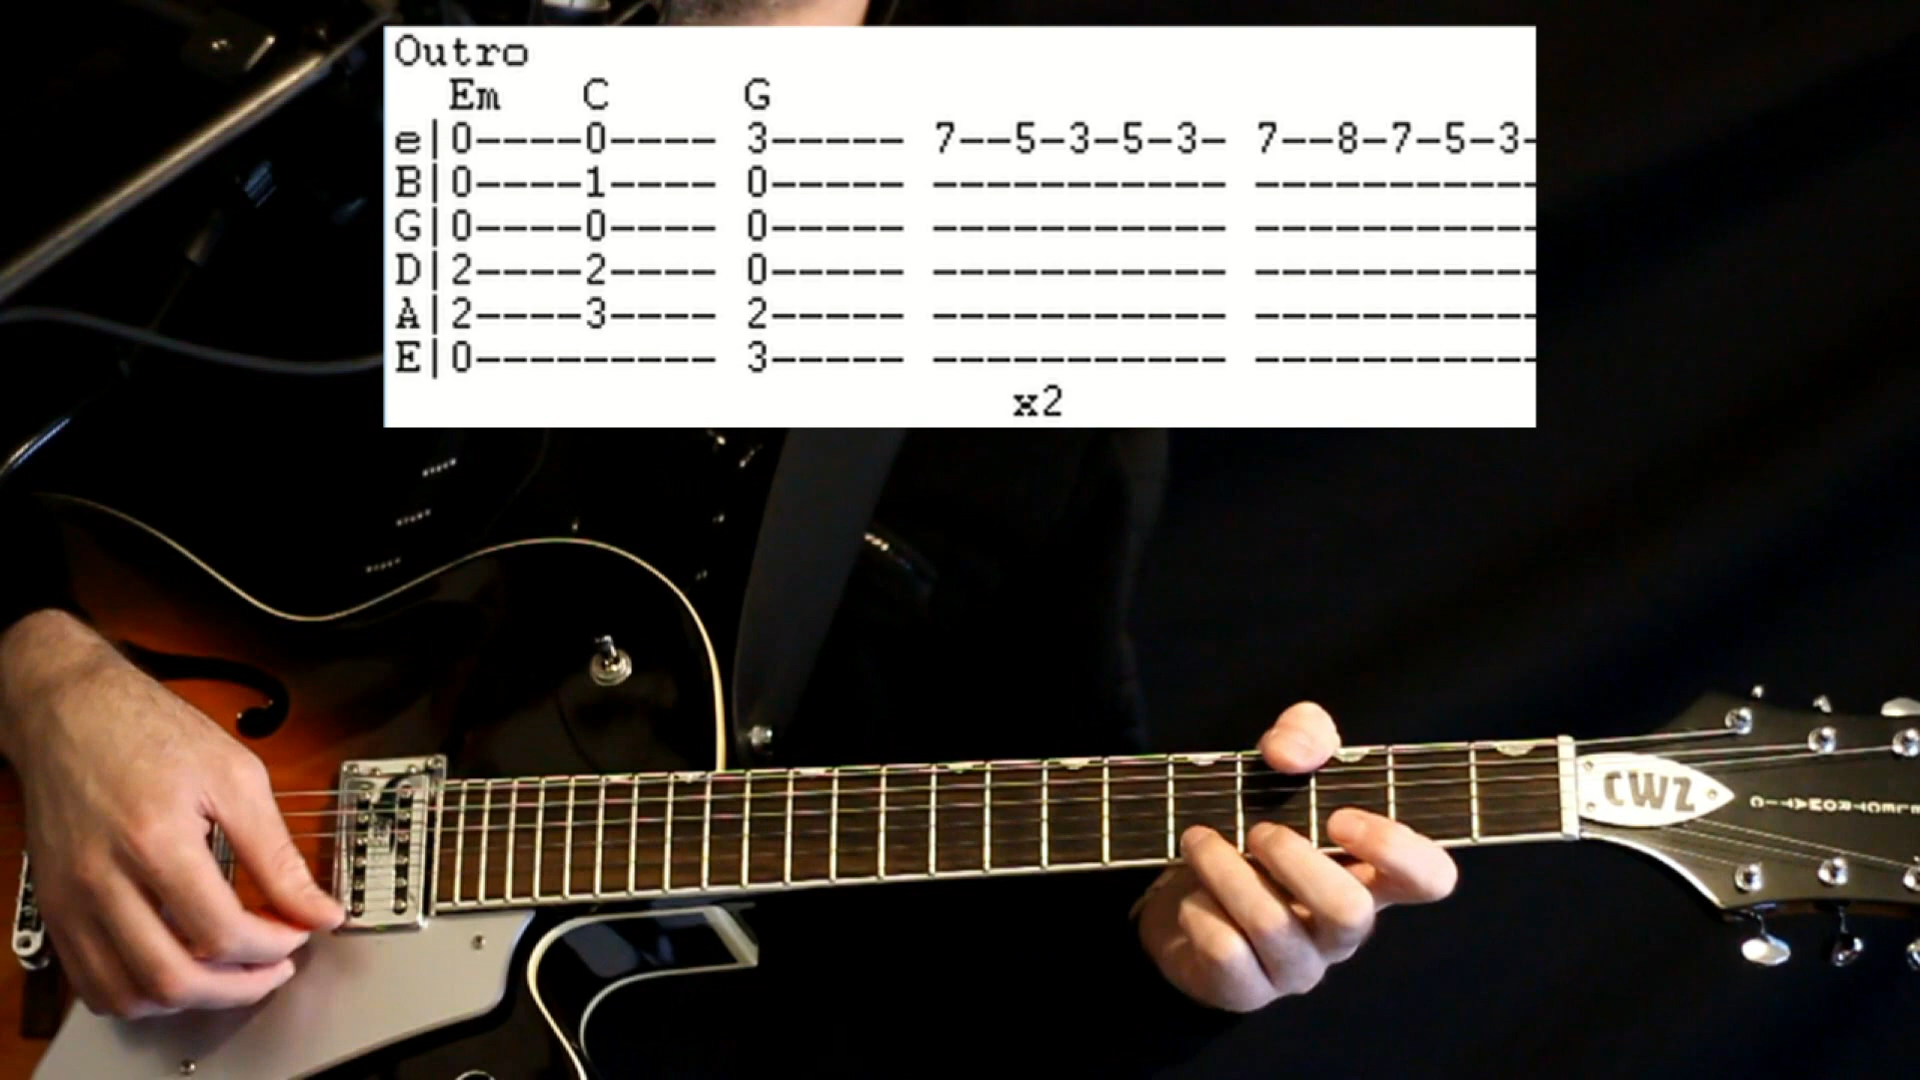 Outro
Em C G
e|0----0---- 3----- 7--5-3-5-3- 7--8-7-5-3-
B|0----1---- 0----- ----------- -----------
G|0----0---- 0----- ----------- -----------
D|2----2---- 0----- ----------- -----------
A|2----3---- 2----- ----------- -----------
E|0--------- 3----- ----------- -----------
x2
CWZ
ELECTROMATIC